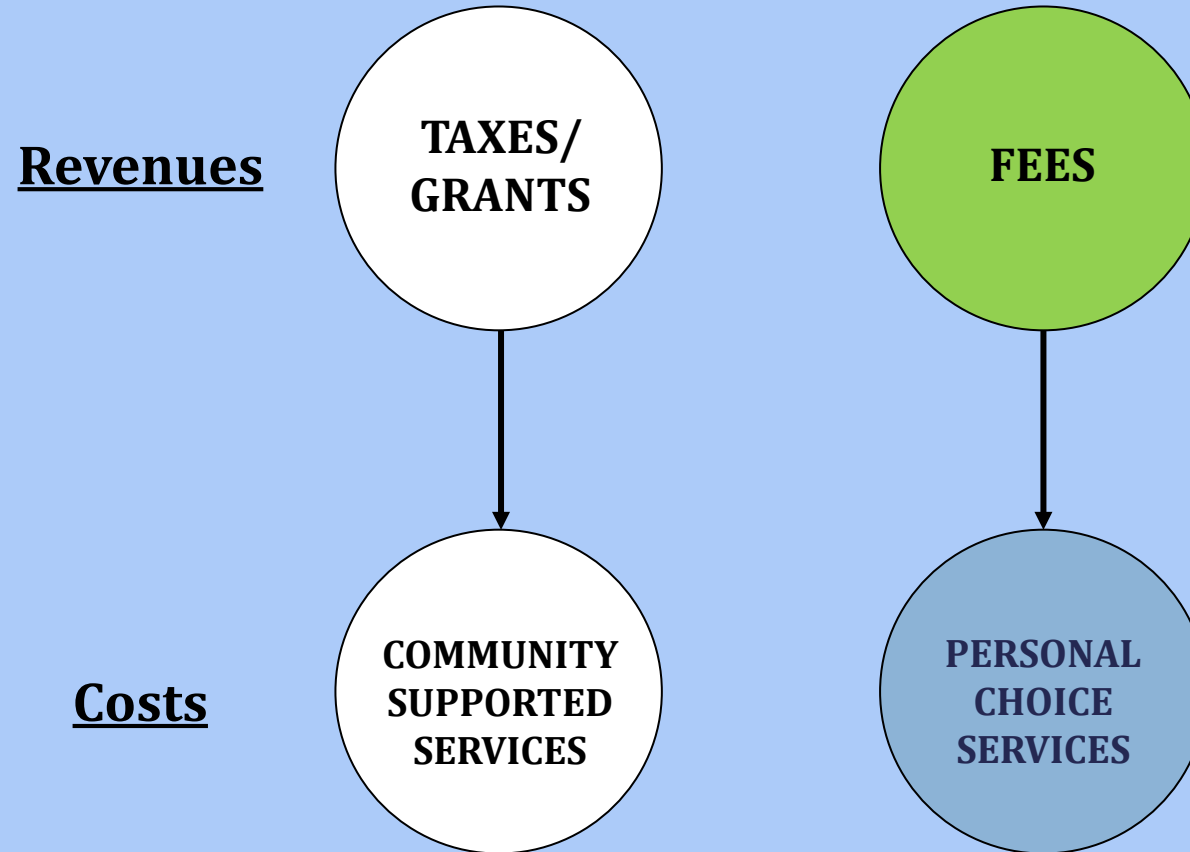 Revenues
TAXES/
GRANTS
FEES
Costs
COMMUNITY
SUPPORTED
SERVICES
PERSONAL
CHOICE
SERVICES